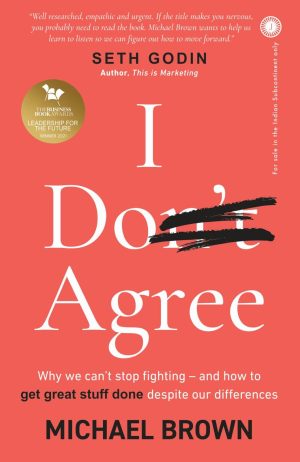 "Well researched, empathic and urgent. If the title makes you nervous,
you probably need to read the book. Michael Brown wants to help us
learn to listen so we can figure out how to move forward."
SETH GODIN
Author, This is Marketing
For sale in the Indian Subcontinent only
THE BUSINESS
BOOK AWARDS
LEADERSHIP FOR
THE FUTURE
WINNER 2021
I
Don't
Agree
Why we can't stop fighting – and how to
get great stuff done despite our differences
MICHAEL BROWN